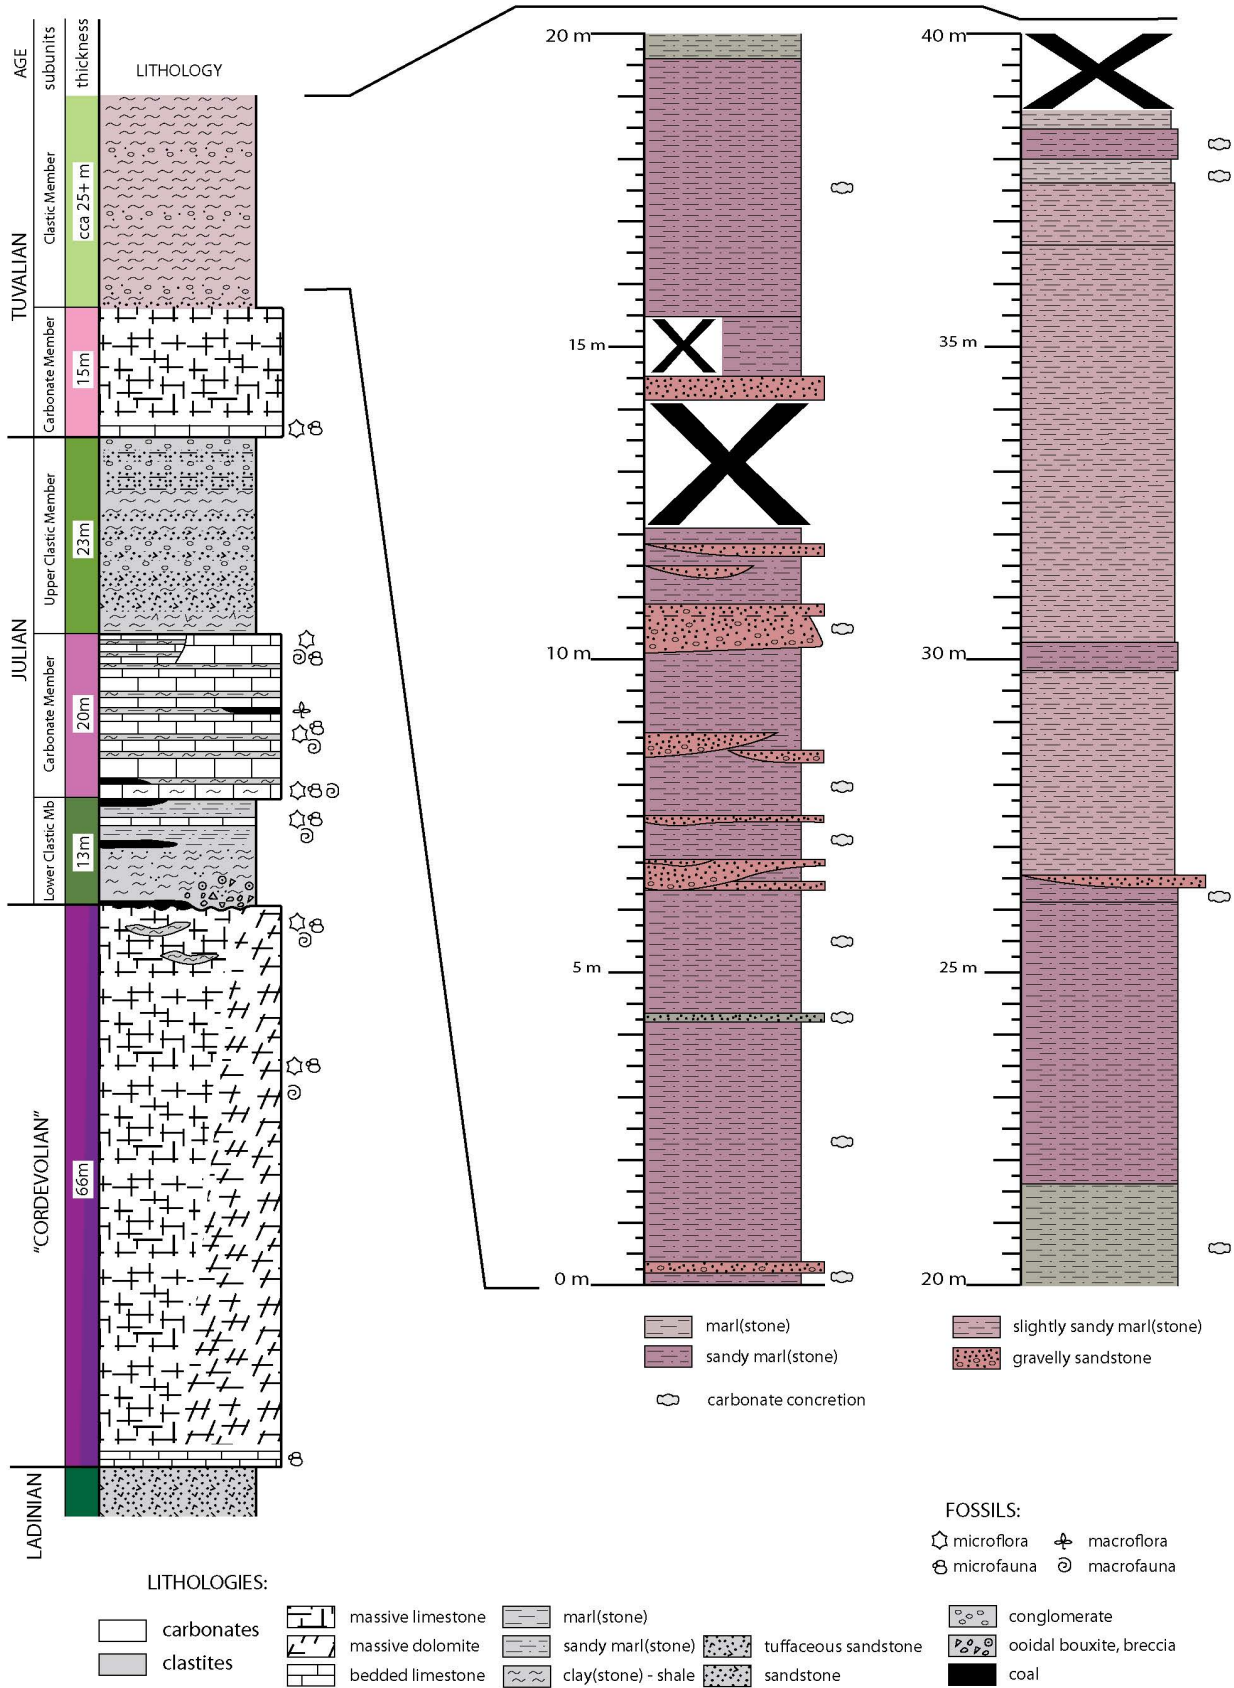 AGE
subunits
thickness
LITHOLOGY
TUVALIAN
Clastic Member
cca 25+ m
Carbonate Member
15m
JULIAN
Upper Clastic Member
23m
Carbonate Member
20m
Lower Clastic Mb
13m
"CORDEVOLIAN"
66m
LADINIAN
20 m
15 m
10 m
5 m
0 m
40 m
35 m
30 m
25 m
20 m
marl(stone)
sandy marl(stone)
carbonate concretion
slightly sandy marl(stone)
gravelly sandstone
FOSSILS:
microflora
macroflora
microfauna
macrofauna
LITHOLOGIES:
carbonates
clastites
massive limestone
massive dolomite
bedded limestone
marl(stone)
sandy marl(stone)
clay(stone) - shale
tuffaceous sandstone
sandstone
conglomerate
ooidal bouxite, breccia
coal